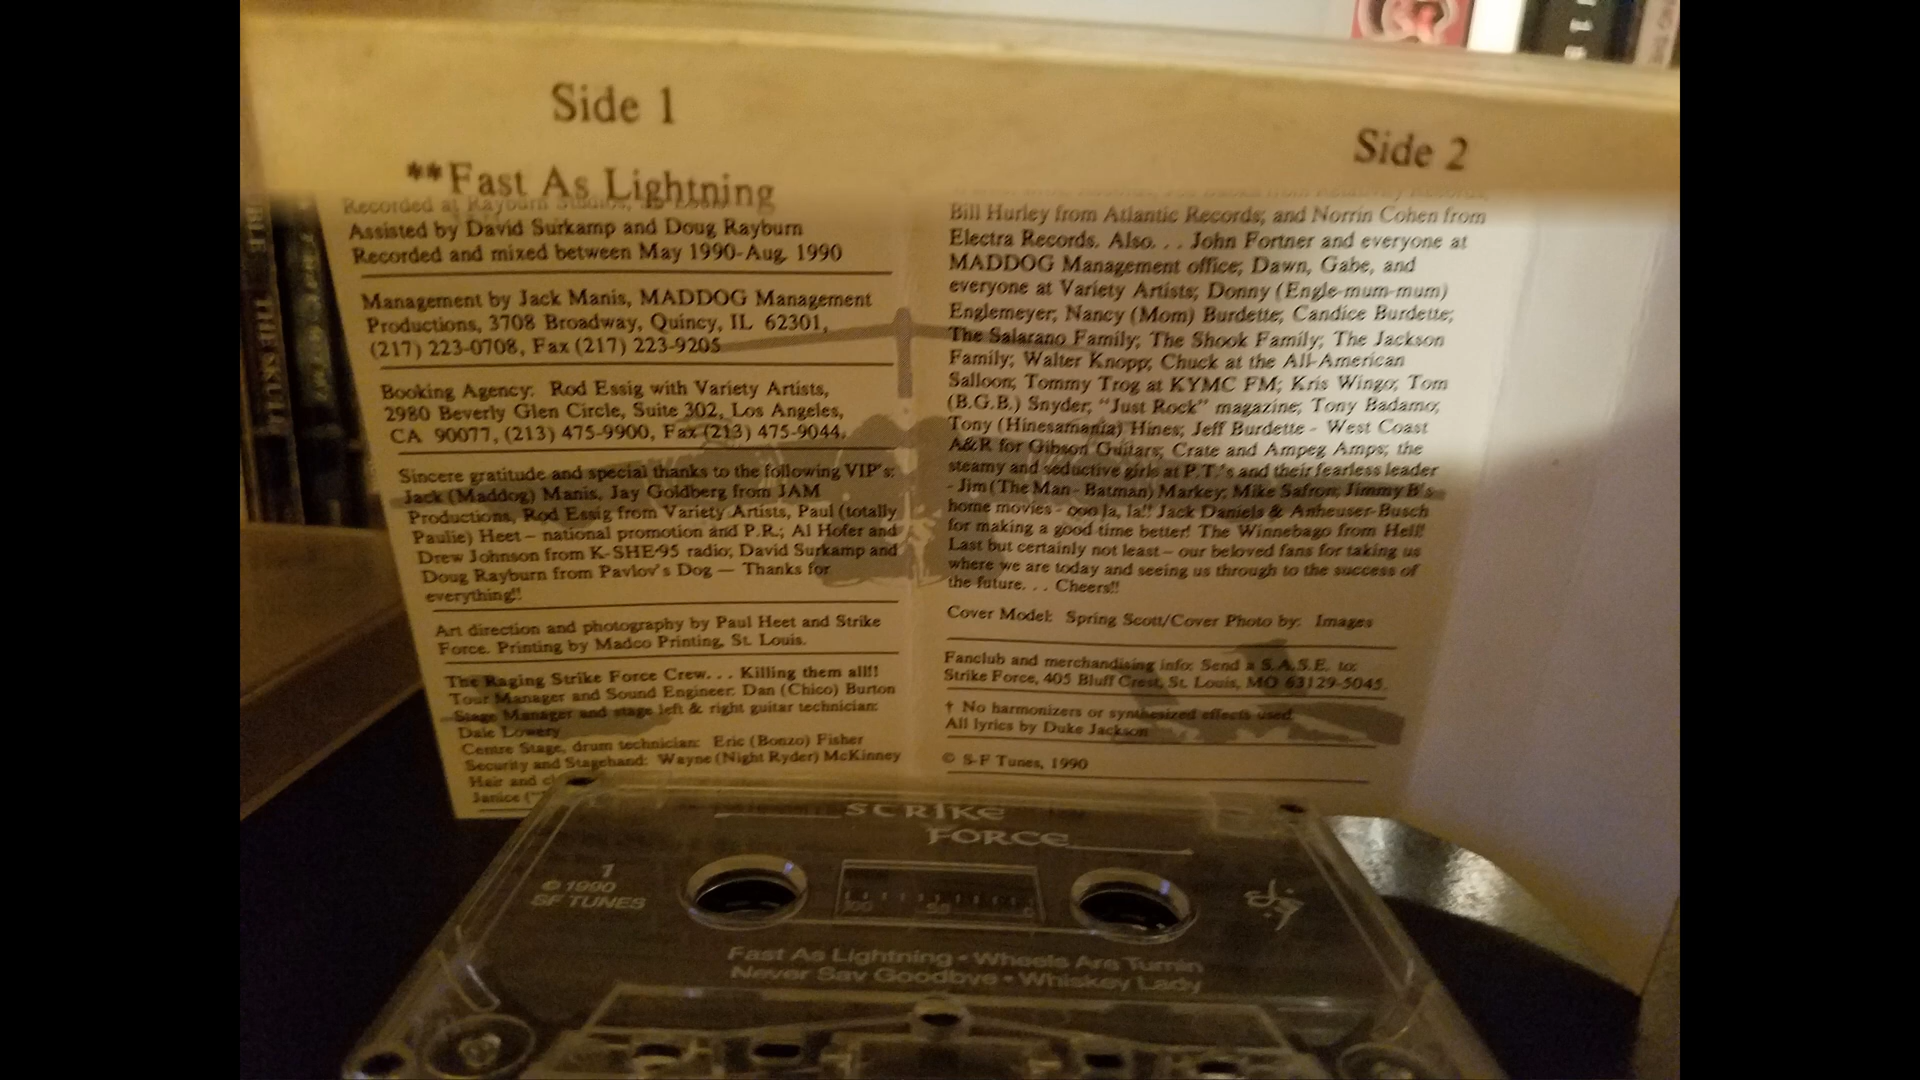 Side 1
**Fast As Lightning
Recorded at Rayburn Studios,
Assisted by David Surkamp and Doug Rayburn
Recorded and mixed between May 1990-Aug. 1990
Management by Jack Manis, MADDOG Management
Productions, 3708 Broadway, Quincy, IL 62301,
(217) 223-0708, Fax (217) 223-9205
Booking Agency: Rod Essig with Variety Artists,
2980 Beverly Glen Circle, Suite 302, Los Angeles,
CA 90077, (213) 475-9900, Fax (213) 475-9044.
Sincere gratitude and special thanks to the following VIP's:
Jack (Maddog) Manis, Jay Goldberg from JAM
Productions, Rod Essig from Variety Artists, Paul (totally
Paulie) Heet – national promotion and P.R.; Al Hofer and
Drew Johnson from K-SHE-95 radio; David Surkamp and
Doug Rayburn from Pavlov's Dog — Thanks for
everything!!
Art direction and photography by Paul Heet and Strike
Force. Printing by Madco Printing, St. Louis.
The Raging Strike Force Crew. . . Killing them all!!
Tour Manager and Sound Engineer: Dan (Chico) Burton
Stage Manager and stage left & right guitar technician:
Dale Lowery
Centre Stage, drum technician: Eric (Bonzo) Fisher
Security and Stagehand: Wayne (Night Ryder) McKinney
Hair and
Janice
Side 2
Bill Hurley from Atlantic Records; and Norrin Cohen from
Electra Records. Also. . . John Fortner and everyone at
MADDOG Management office; Dawn, Gabe, and
everyone at Variety Artists; Donny (Engle-mum-mum)
Englemeyer; Nancy (Mom) Burdette; Candice Burdette;
The Salarano Family; The Shook Family; The Jackson
Family; Walter Knopp; Chuck at the All-American
Salloon; Tommy Trog at KYMC FM; Kris Wingo; Tom
(B.G.B.) Snyder; "Just Rock" magazine; Tony Badamo;
Tony (Hinesamania) Hines; Jeff Burdette - West Coast
A&R for Gibson Guitars; Crate and Ampeg Amps; the
steamy and seductive girls at P.T.'s and their fearless leader
- Jim (The Man - Batman) Markey; Mike Safron; Jimmy B's
home movies - ooo la, la!! Jack Daniels & Anheuser-Busch
for making a good time better! The Winnebago from Hell!
Last but certainly not least – our beloved fans for taking us
where we are today and seeing us through to the success of
the future. . . Cheers!!
Cover Model: Spring Scott/Cover Photo by: Images
Fanclub and merchandising info: Send a S.A.S.E. to:
Strike Force, 405 Bluff Crest, St. Louis, MO 63129-5045.
† No harmonizers or synthesized effects used
All lyrics by Duke Jackson
© S-F Tunes, 1990
STRIKE
FORCE
1
© 1990
SF TUNES
100 50 0
Fast As Lightning • Wheels Are Turnin
Never Say Goodbye • Whiskey Lady